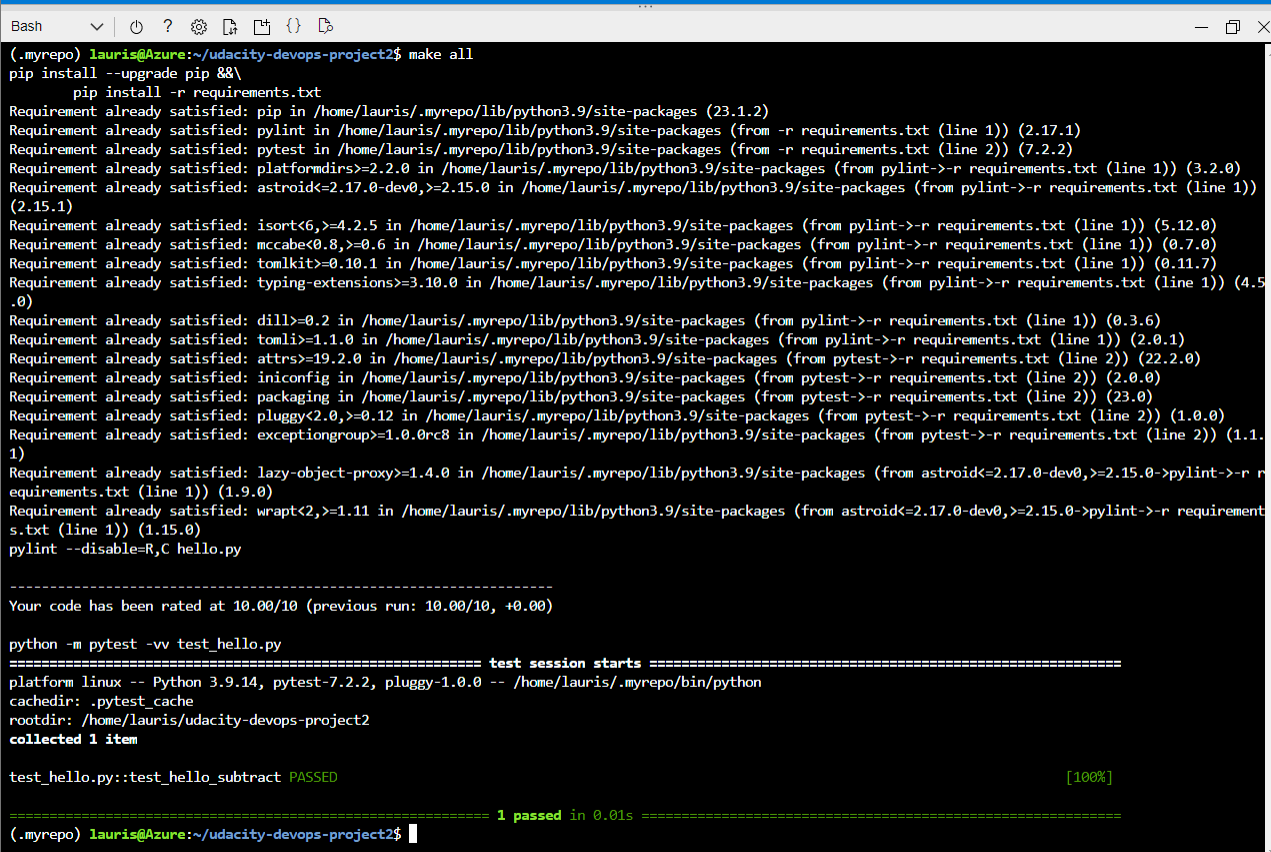 Bash
(.myrepo) lauris@Azure:~/udacity-devops-project2$ make all
pip install --upgrade pip &&\
        pip install -r requirements.txt
Requirement already satisfied: pip in /home/lauris/.myrepo/lib/python3.9/site-packages (23.1.2)
Requirement already satisfied: pylint in /home/lauris/.myrepo/lib/python3.9/site-packages (from -r requirements.txt (line 1)) (2.17.1)
Requirement already satisfied: pytest in /home/lauris/.myrepo/lib/python3.9/site-packages (from -r requirements.txt (line 2)) (7.2.2)
Requirement already satisfied: platformdirs>=2.2.0 in /home/lauris/.myrepo/lib/python3.9/site-packages (from pylint->-r requirements.txt (line 1)) (3.2.0)
Requirement already satisfied: astroid<=2.17.0-dev0,>=2.15.0 in /home/lauris/.myrepo/lib/python3.9/site-packages (from pylint->-r requirements.txt (line 1))
(2.15.1)
Requirement already satisfied: isort<6,>=4.2.5 in /home/lauris/.myrepo/lib/python3.9/site-packages (from pylint->-r requirements.txt (line 1)) (5.12.0)
Requirement already satisfied: mccabe<0.8,>=0.6 in /home/lauris/.myrepo/lib/python3.9/site-packages (from pylint->-r requirements.txt (line 1)) (0.7.0)
Requirement already satisfied: tomlkit>=0.10.1 in /home/lauris/.myrepo/lib/python3.9/site-packages (from pylint->-r requirements.txt (line 1)) (0.11.7)
Requirement already satisfied: typing-extensions>=3.10.0 in /home/lauris/.myrepo/lib/python3.9/site-packages (from pylint->-r requirements.txt (line 1)) (4.5
.0)
Requirement already satisfied: dill>=0.2 in /home/lauris/.myrepo/lib/python3.9/site-packages (from pylint->-r requirements.txt (line 1)) (0.3.6)
Requirement already satisfied: tomli>=1.1.0 in /home/lauris/.myrepo/lib/python3.9/site-packages (from pylint->-r requirements.txt (line 1)) (2.0.1)
Requirement already satisfied: attrs>=19.2.0 in /home/lauris/.myrepo/lib/python3.9/site-packages (from pytest->-r requirements.txt (line 2)) (22.2.0)
Requirement already satisfied: iniconfig in /home/lauris/.myrepo/lib/python3.9/site-packages (from pytest->-r requirements.txt (line 2)) (2.0.0)
Requirement already satisfied: packaging in /home/lauris/.myrepo/lib/python3.9/site-packages (from pytest->-r requirements.txt (line 2)) (23.0)
Requirement already satisfied: pluggy<2.0,>=0.12 in /home/lauris/.myrepo/lib/python3.9/site-packages (from pytest->-r requirements.txt (line 2)) (1.0.0)
Requirement already satisfied: exceptiongroup>=1.0.0rc8 in /home/lauris/.myrepo/lib/python3.9/site-packages (from pytest->-r requirements.txt (line 2)) (1.1.
1)
Requirement already satisfied: lazy-object-proxy>=1.4.0 in /home/lauris/.myrepo/lib/python3.9/site-packages (from astroid<=2.17.0-dev0,>=2.15.0->pylint->-r r
equirements.txt (line 1)) (1.9.0)
Requirement already satisfied: wrapt<2,>=1.11 in /home/lauris/.myrepo/lib/python3.9/site-packages (from astroid<=2.17.0-dev0,>=2.15.0->pylint->-r requirement
s.txt (line 1)) (1.15.0)
pylint --disable=R,C hello.py
--------------------------------------------------------------------
Your code has been rated at 10.00/10 (previous run: 10.00/10, +0.00)
python -m pytest -vv test_hello.py
=========================================================== test session starts ===========================================================
platform linux -- Python 3.9.14, pytest-7.2.2, pluggy-1.0.0 -- /home/lauris/.myrepo/bin/python
cachedir: .pytest_cache
rootdir: /home/lauris/udacity-devops-project2
collected 1 item
test_hello.py::test_hello_subtract PASSED [100%]
============================================================ 1 passed in 0.01s ============================================================
(.myrepo) lauris@Azure:~/udacity-devops-project2$